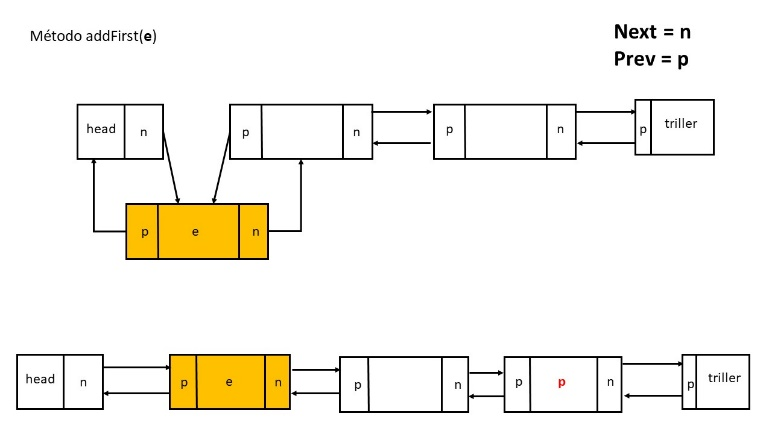 Método addFirst(e)
Next = n
Prev = p
head n p n p n p triller
p e n
head n p e n p n p p n p triller